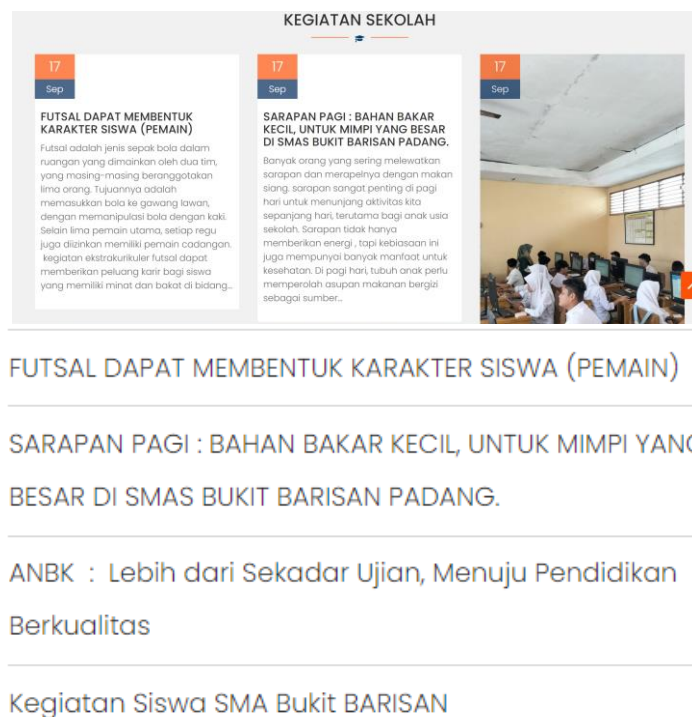 KEGIATAN SEKOLAH
17
Sep
FUTSAL DAPAT MEMBENTUK
KARAKTER SISWA (PEMAIN)
Futsal adalah jenis sepak bola dalam
ruangan yang dimainkan oleh dua tim,
yang masing-masing beranggotakan
lima orang. Tujuannya adalah
memasukkan bola ke gawang lawan,
dengan memanipulasi bola dengan kaki.
Selain lima pemain utama, setiap regu
juga diizinkan memiliki pemain cadangan.
kegiatan ekstrakurikuler futsal dapat
memberikan peluang karir bagi siswa
yang memiliki minat dan bakat di bidang...
17
Sep
SARAPAN PAGI : BAHAN BAKAR
KECIL, UNTUK MIMPI YANG BESAR
DI SMAS BUKIT BARISAN PADANG.
Banyak orang yang sering melewatkan
sarapan dan merapelnya dengan makan
siang. sarapan sangat penting di pagi
hari untuk menunjang aktivitas kita
sepanjang hari, terutama bagi anak usia
sekolah. Sarapan tidak hanya
memberikan energi , tapi kebiasaan ini
juga mempunyai banyak manfaat untuk
kesehatan. Di pagi hari, tubuh anak perlu
memperolah asupan makanan bergizi
sebagai sumber...
17
Sep
FUTSAL DAPAT MEMBENTUK KARAKTER SISWA (PEMAIN)
SARAPAN PAGI : BAHAN BAKAR KECIL, UNTUK MIMPI YANG
BESAR DI SMAS BUKIT BARISAN PADANG.
ANBK : Lebih dari Sekadar Ujian, Menuju Pendidikan
Berkualitas
Kegiatan Siswa SMA Bukit BARISAN